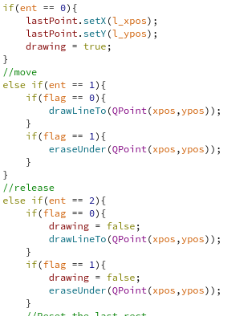 if(ent == 0){
    lastPoint.setX(l_xpos);
    lastPoint.setY(l_ypos);
    drawing = true;
}
//move
else if(ent == 1){
    if(flag == 0){
        drawLineTo(QPoint(xpos,ypos));
    }
    if(flag == 1){
        eraseUnder(QPoint(xpos,ypos));
    }
}
//release
else if(ent == 2){
    if(flag == 0){
        drawing = false;
        drawLineTo(QPoint(xpos,ypos));
    }
    if(flag == 1){
        drawing = false;
        eraseUnder(QPoint(xpos,ypos));
    }
    //Reset the last rect